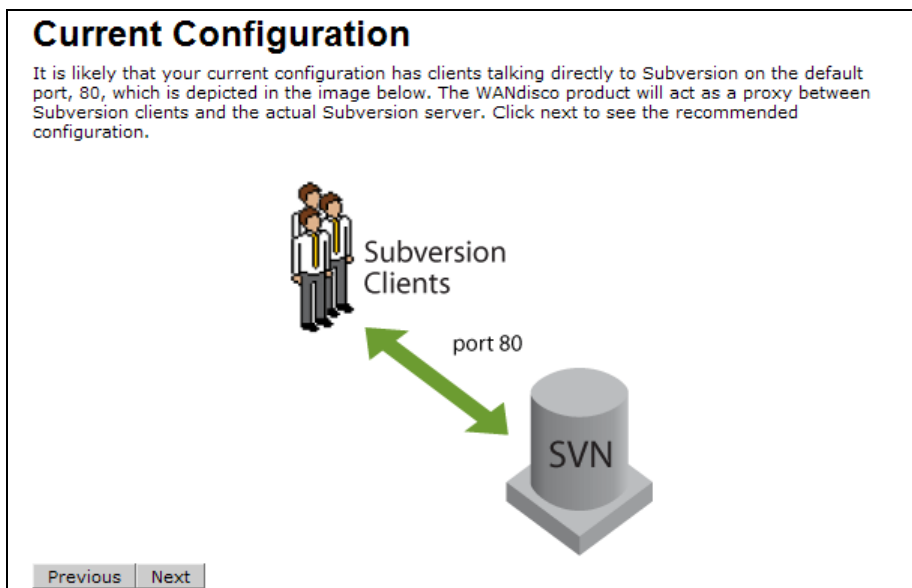 Current Configuration
It is likely that your current configuration has clients talking directly to Subversion on the default
port, 80, which is depicted in the image below. The WANdisco product will act as a proxy between
Subversion clients and the actual Subversion server. Click next to see the recommended
configuration.
Subversion
Clients
port 80
SVN
Previous Next